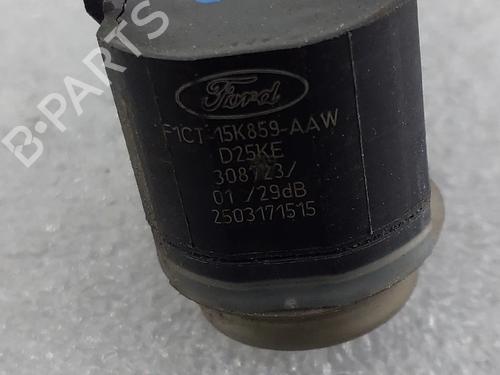 Ford
F1CT-15K859-AAW
D25KE
308723/
01 /29dB
2503171515
B-PARTS